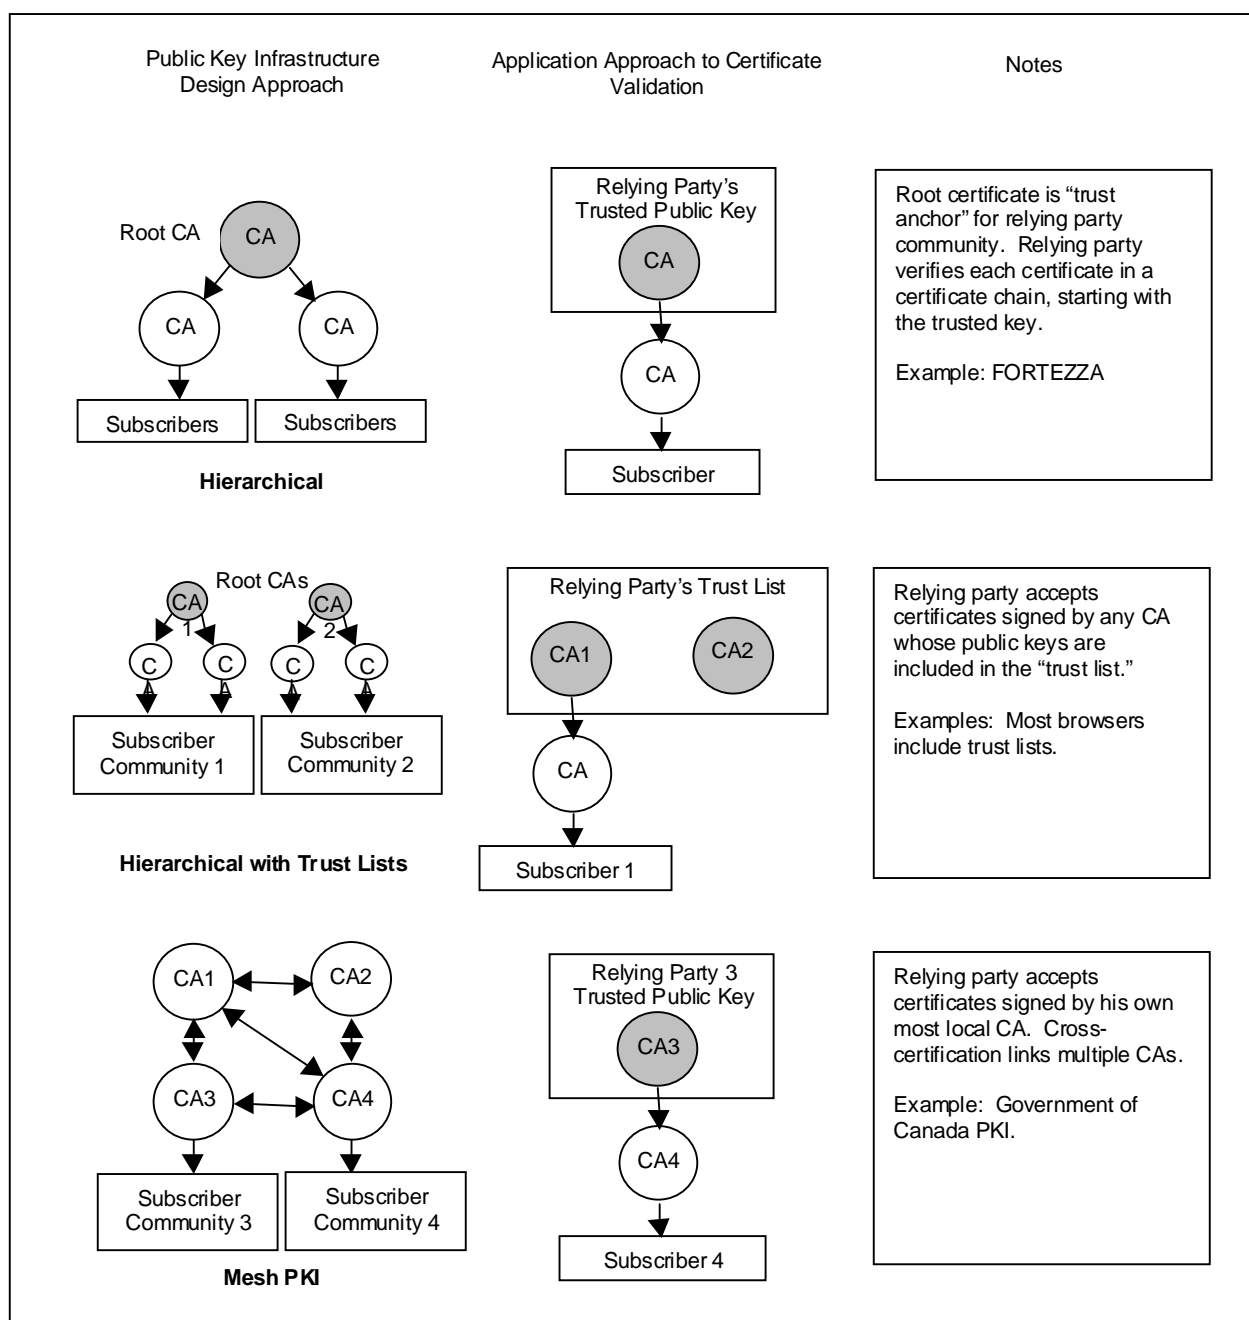 Public Key Infrastructure
Design Approach
Application Approach to Certificate
Validation
Notes
Root CA
CA
CA
CA
Subscribers
Subscribers
Hierarchical
Relying Party's
Trusted Public Key
CA
CA
Subscriber
Root certificate is “trust
anchor” for relying party
community.  Relying party
verifies each certificate in a
certificate chain, starting with
the trusted key.
Example: FORTEZZA
Root CAs
CA
1
CA
2
C
A
C
A
C
A
C
A
Subscriber
Community 1
Subscriber
Community 2
Hierarchical with Trust Lists
Relying Party's Trust List
CA1
CA2
CA
Subscriber 1
Relying party accepts
certificates signed by any CA
whose public keys are
included in the “trust list.”
Examples:  Most browsers
include trust lists.
CA1
CA2
CA3
CA4
Subscriber
Community 3
Subscriber
Community 4
Mesh PKI
Relying Party 3
Trusted Public Key
CA3
CA4
Subscriber 4
Relying party accepts
certificates signed by his own
most local CA.  Cross-
certification links multiple CAs.
Example:  Government of
Canada PKI.